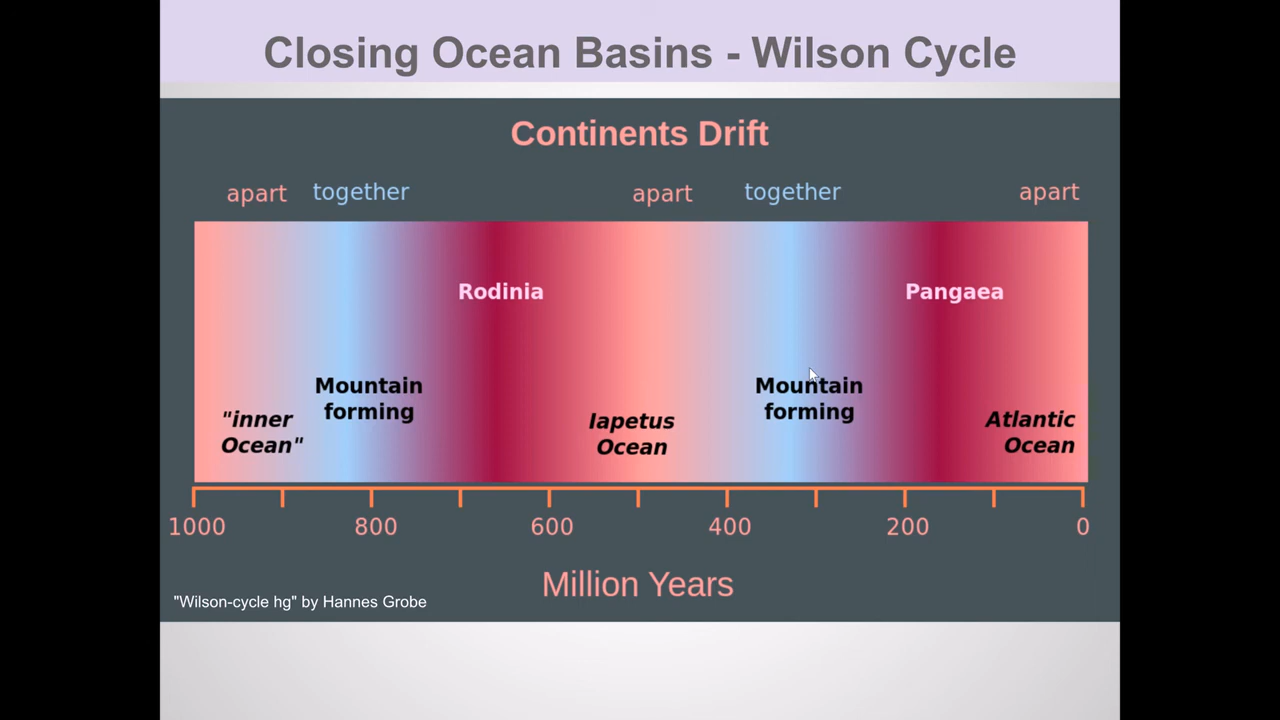 Closing Ocean Basins - Wilson Cycle
Continents Drift
apart together apart together apart
Rodinia Pangaea
Mountain
forming
Mountain
forming
"inner
Ocean"
Iapetus
Ocean
Atlantic
Ocean
1000 800 600 400 200 0
Million Years
"Wilson-cycle hg" by Hannes Grobe